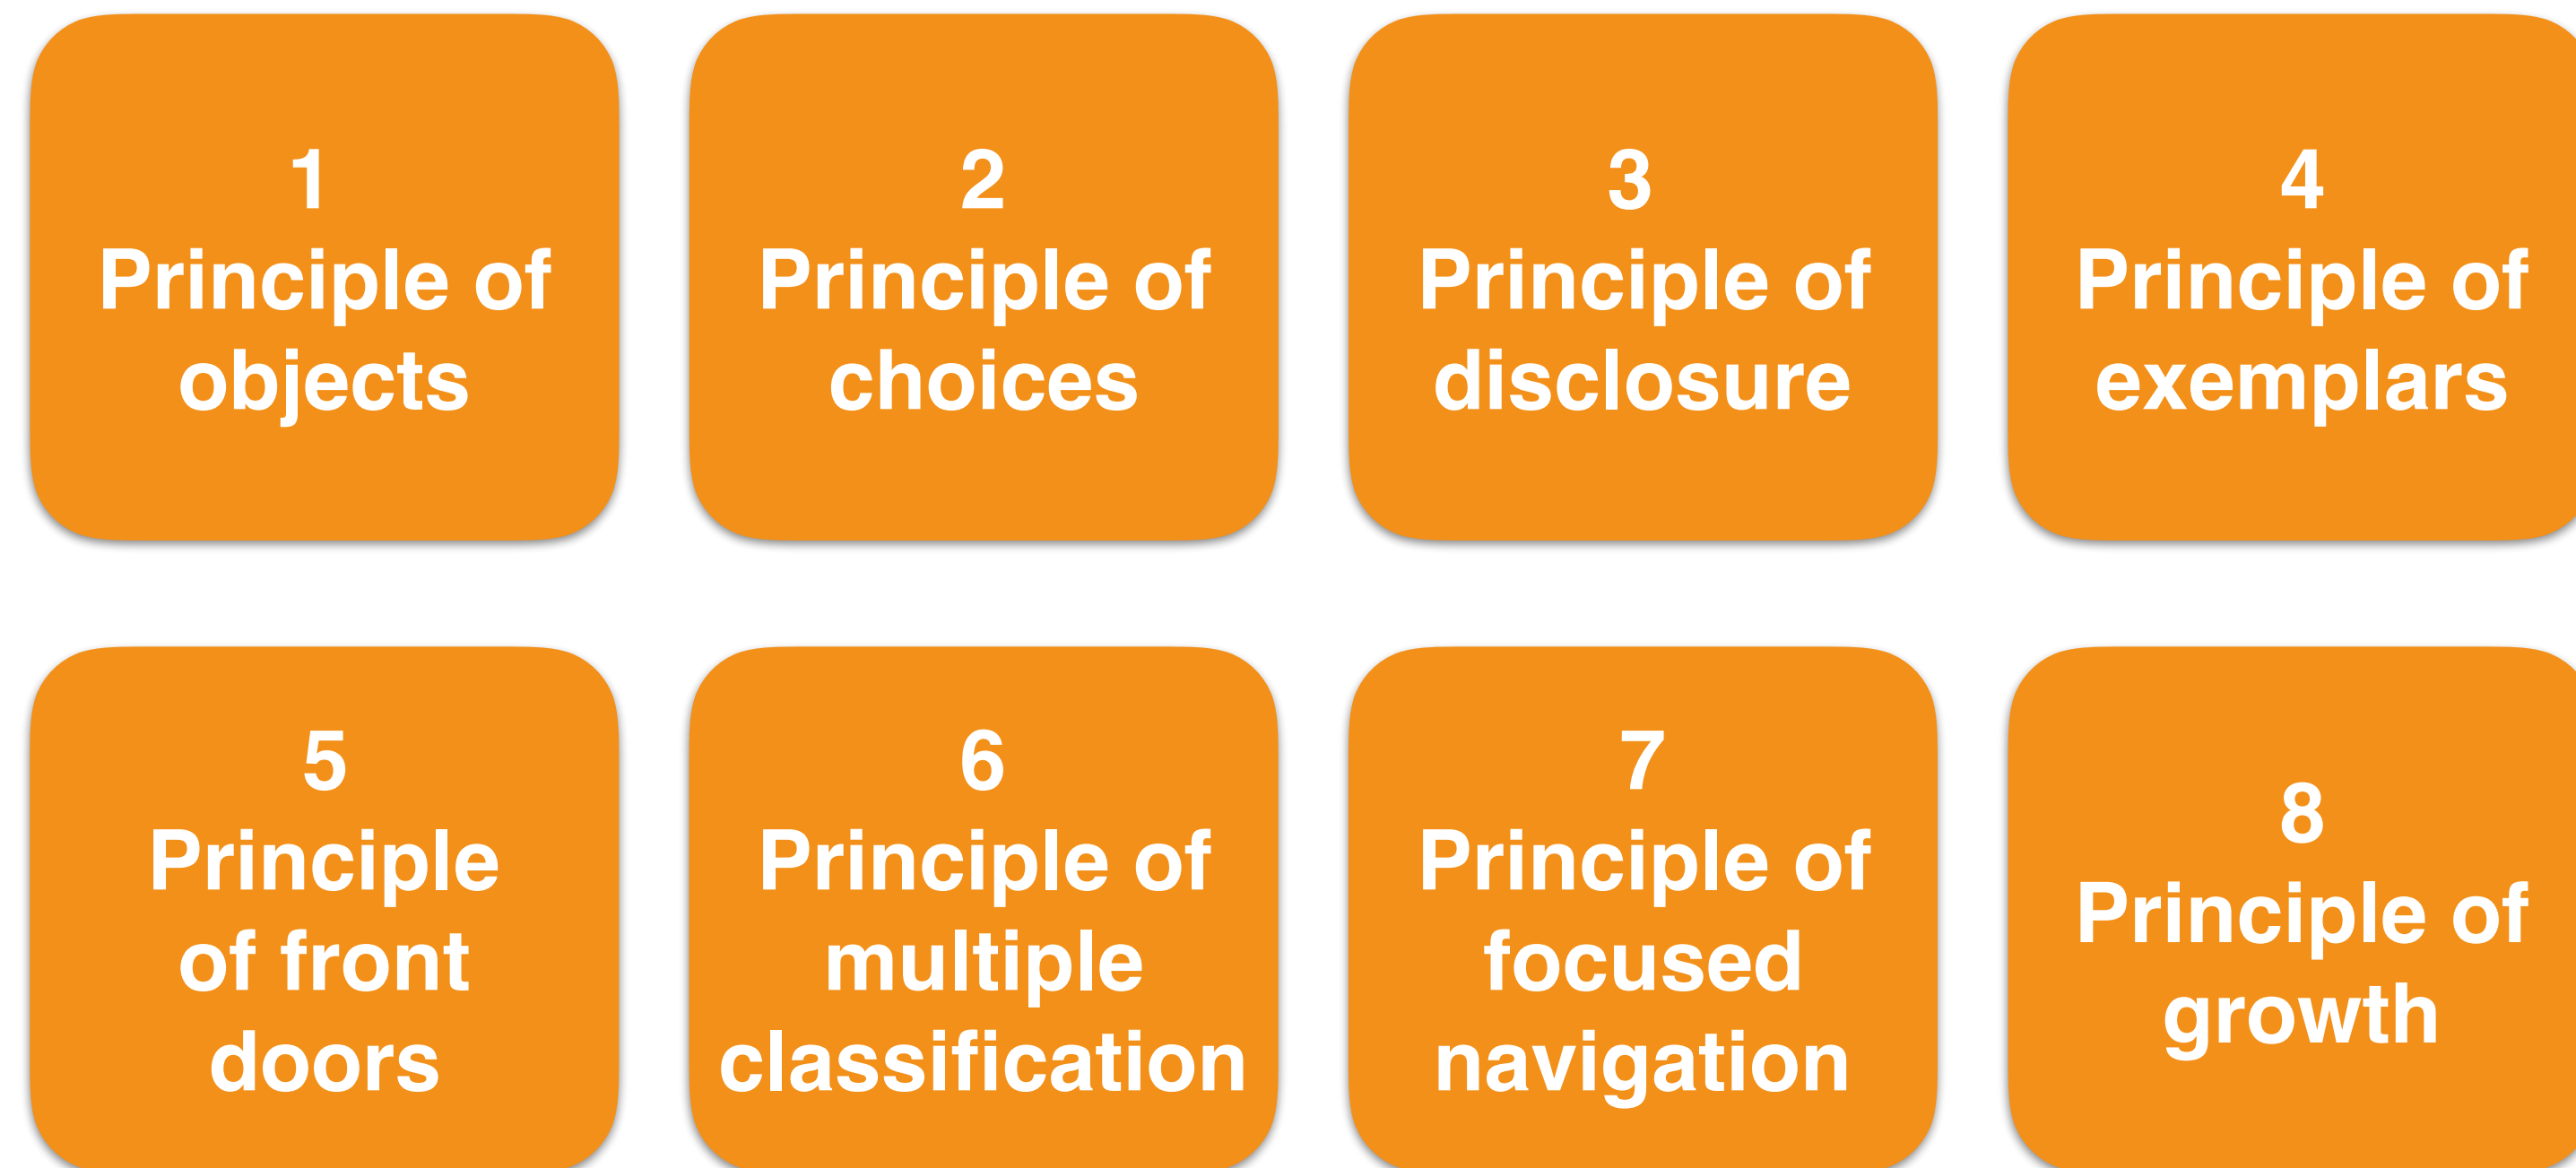 1
Principle of
objects
2
Principle of
choices
3
Principle of
disclosure
4
Principle of
exemplars
5
Principle
of front
doors
6
Principle of
multiple
classification
7
Principle of
focused
navigation
8
Principle of
growth